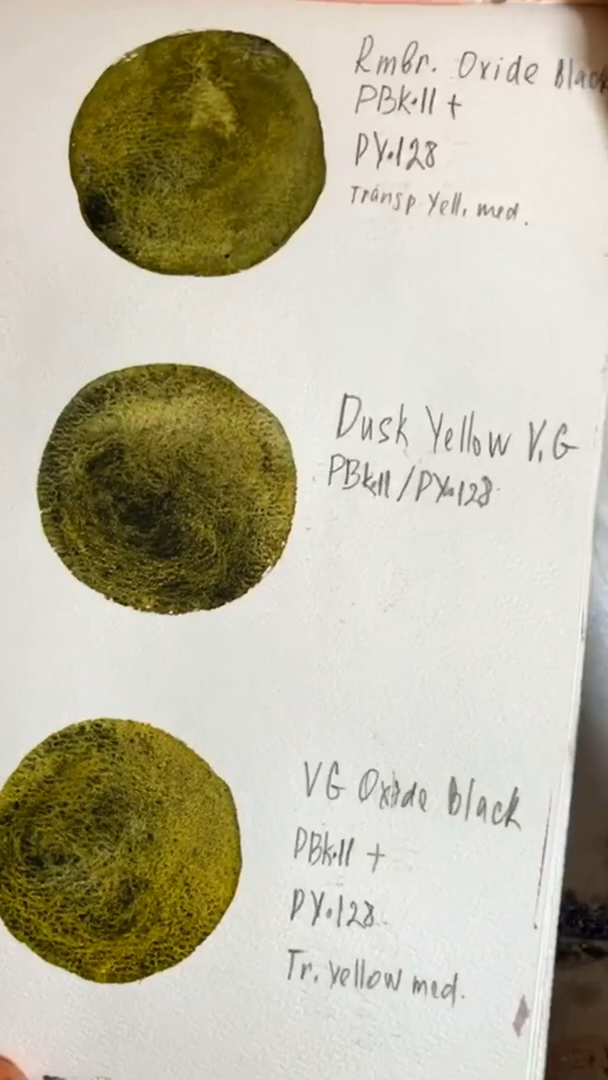 Rmbr. Oxide Black
PBk.11 +
PY.128
Transp Yell. med.
Dusk Yellow V.G
PBk.11/PY.128
VG Oxide Black
PBk.11 +
PY.128
Tr. yellow med.